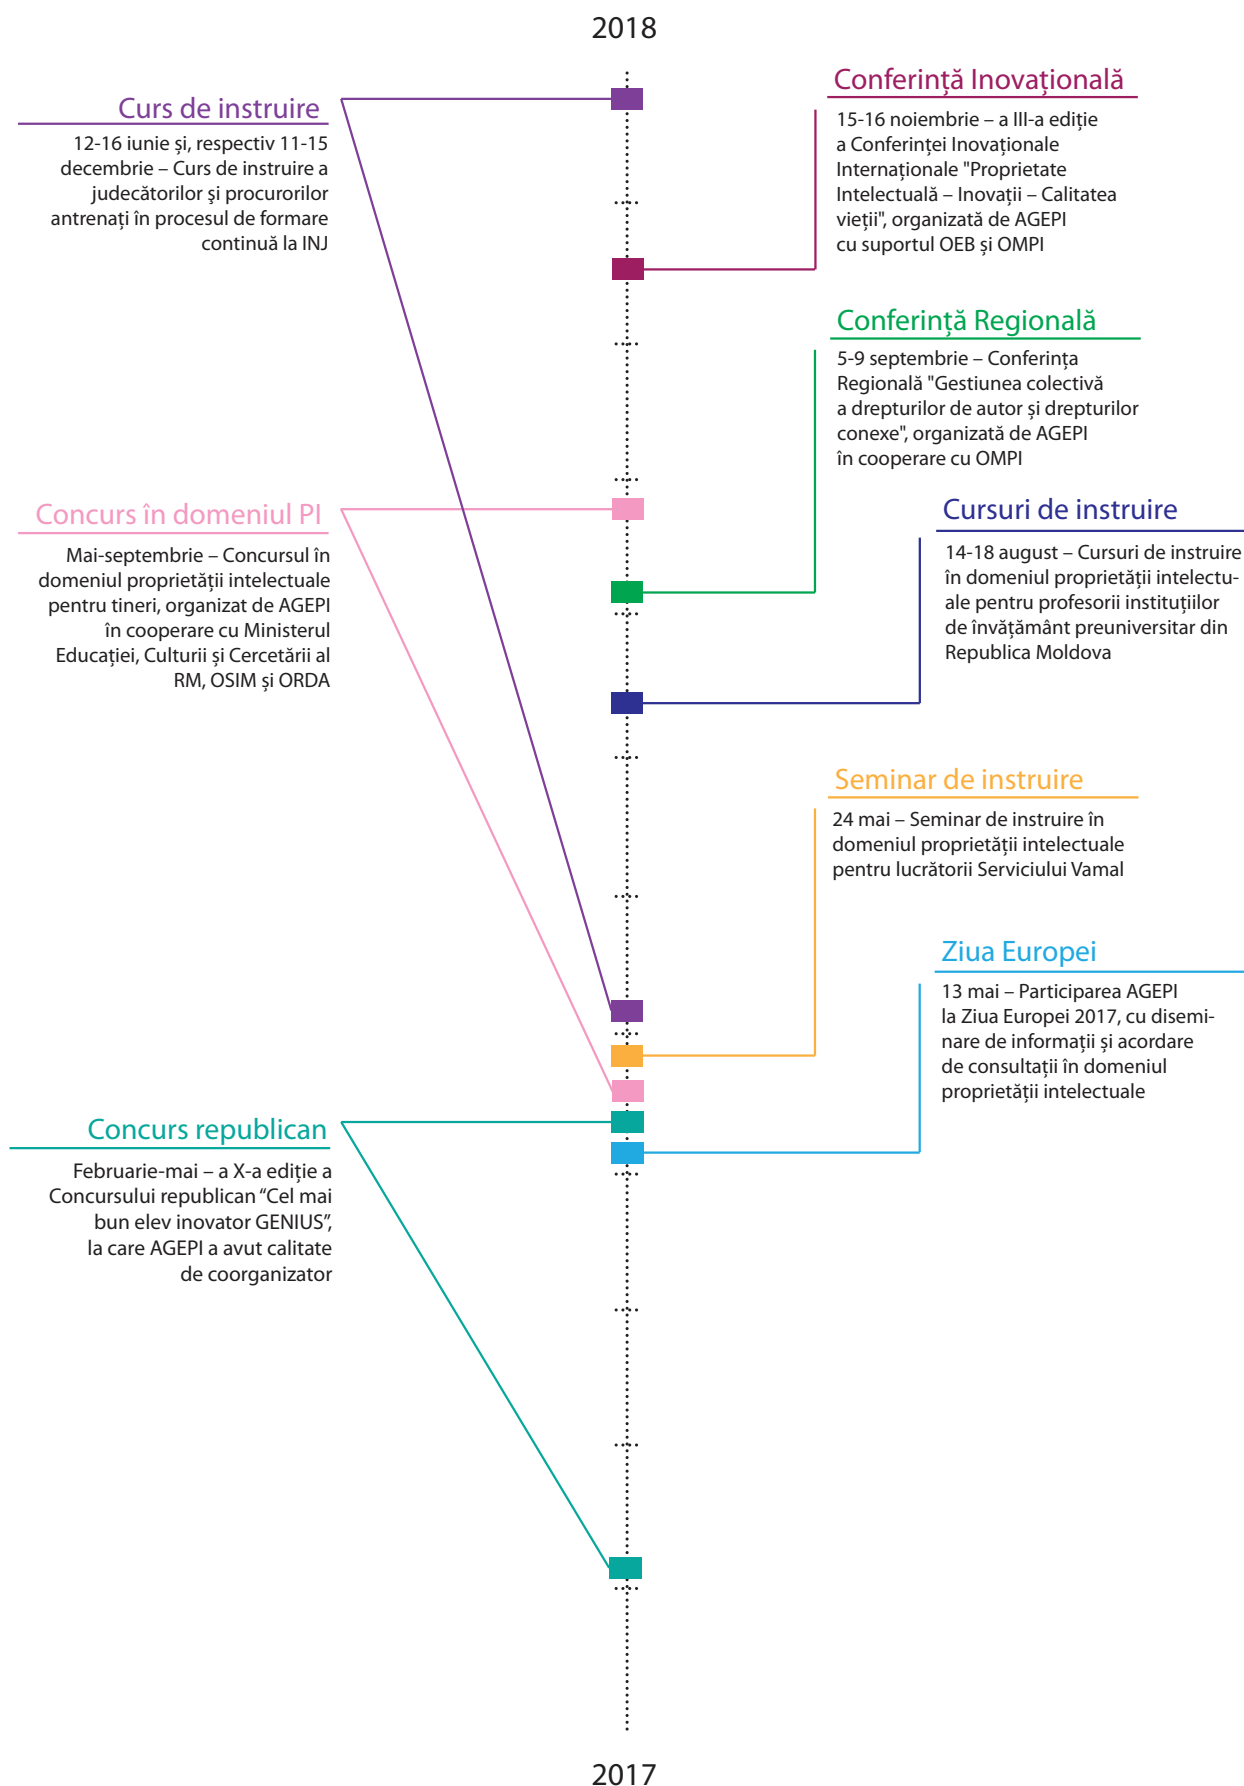 2018
Curs de instruire
12-16 iunie și, respectiv 11-15
decembrie – Curs de instruire a
judecătorilor şi procurorilor
antrenați în procesul de formare
continuă la INJ
Conferință Inovațională
15-16 noiembrie – a III-a ediție
a Conferinței Inovaționale
Internaționale "Proprietate
Intelectuală – Inovații – Calitatea
vieții", organizată de AGEPI
cu suportul OEB și OMPI
Conferință Regională
5-9 septembrie – Conferința
Regională "Gestiunea colectivă
a drepturilor de autor și drepturilor
conexe", organizată de AGEPI
în cooperare cu OMPI
Concurs în domeniul PI
Mai-septembrie – Concursul în
domeniul proprietății intelectuale
pentru tineri, organizat de AGEPI
în cooperare cu Ministerul
Educației, Culturii și Cercetării al
RM, OSIM și ORDA
Cursuri de instruire
14-18 august – Cursuri de instruire
în domeniul proprietății intelectu-
ale pentru profesorii instituțiilor
de învățământ preuniversitar din
Republica Moldova
Seminar de instruire
24 mai – Seminar de instruire în
domeniul proprietății intelectuale
pentru lucrătorii Serviciului Vamal
Ziua Europei
13 mai – Participarea AGEPI
la Ziua Europei 2017, cu disemi-
nare de informații și acordare
de consultații în domeniul
proprietății intelectuale
Concurs republican
Februarie-mai – a X-a ediție a
Concursului republican “Cel mai
bun elev inovator GENIUS”,
la care AGEPI a avut calitate
de coorganizator
2017